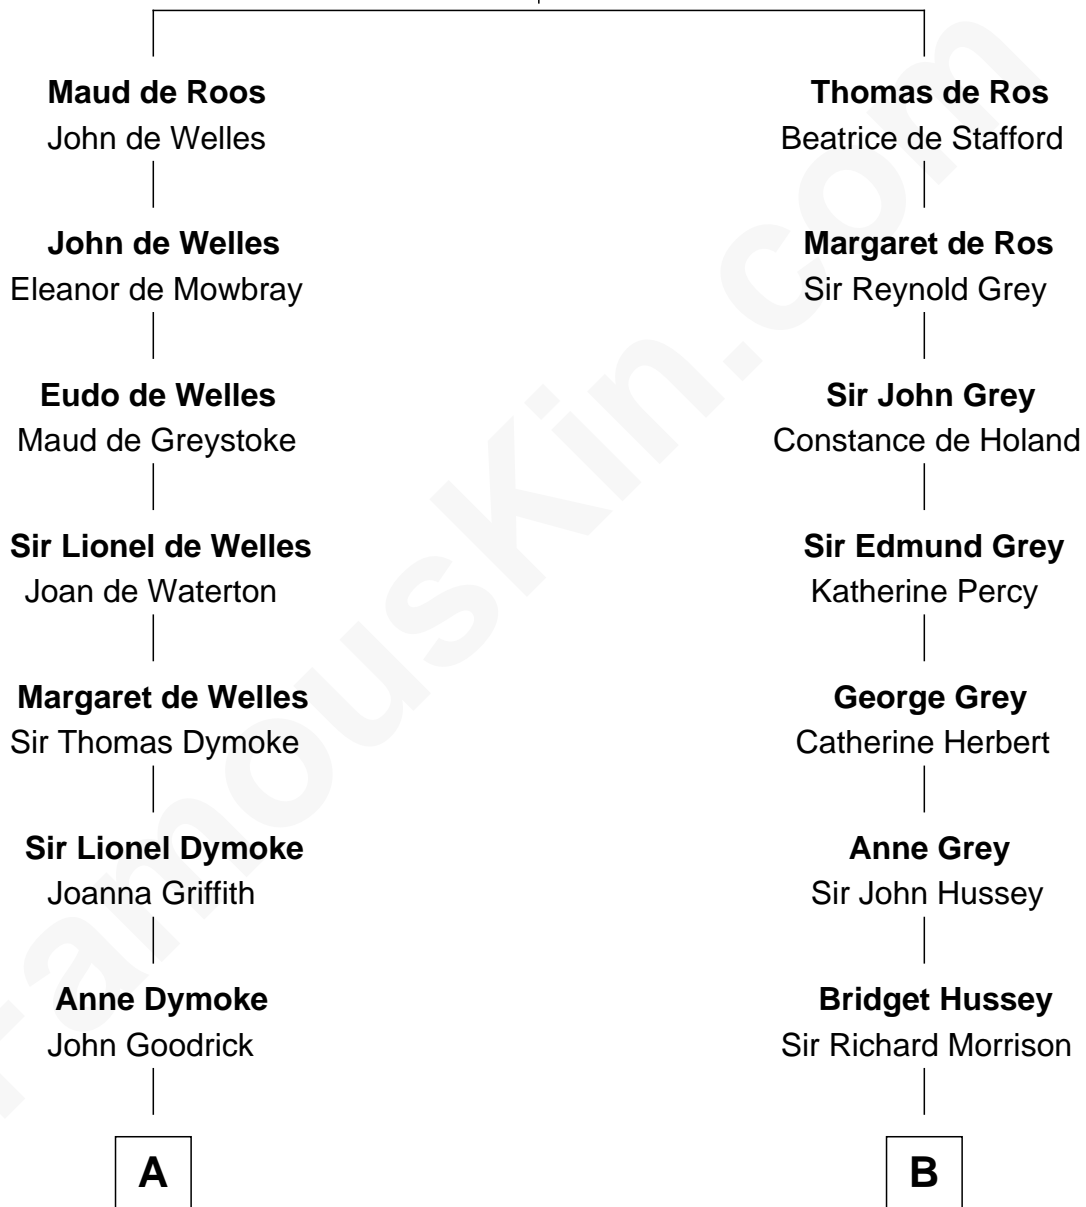 Maud de Roos
John de Welles
Thomas de Ros
Beatrice de Stafford
John de Welles
Eleanor de Mowbray
Margaret de Ros
Sir Reynold Grey
Eudo de Welles
Maud de Greystoke
Sir John Grey
Constance de Holand
Sir Lionel de Welles
Joan de Waterton
Sir Edmund Grey
Katherine Percy
Margaret de Welles
Sir Thomas Dymoke
George Grey
Catherine Herbert
Sir Lionel Dymoke
Joanna Griffith
Anne Grey
Sir John Hussey
Anne Dymoke
John Goodrick
Bridget Hussey
Sir Richard Morrison
A
B
FamousKin.com